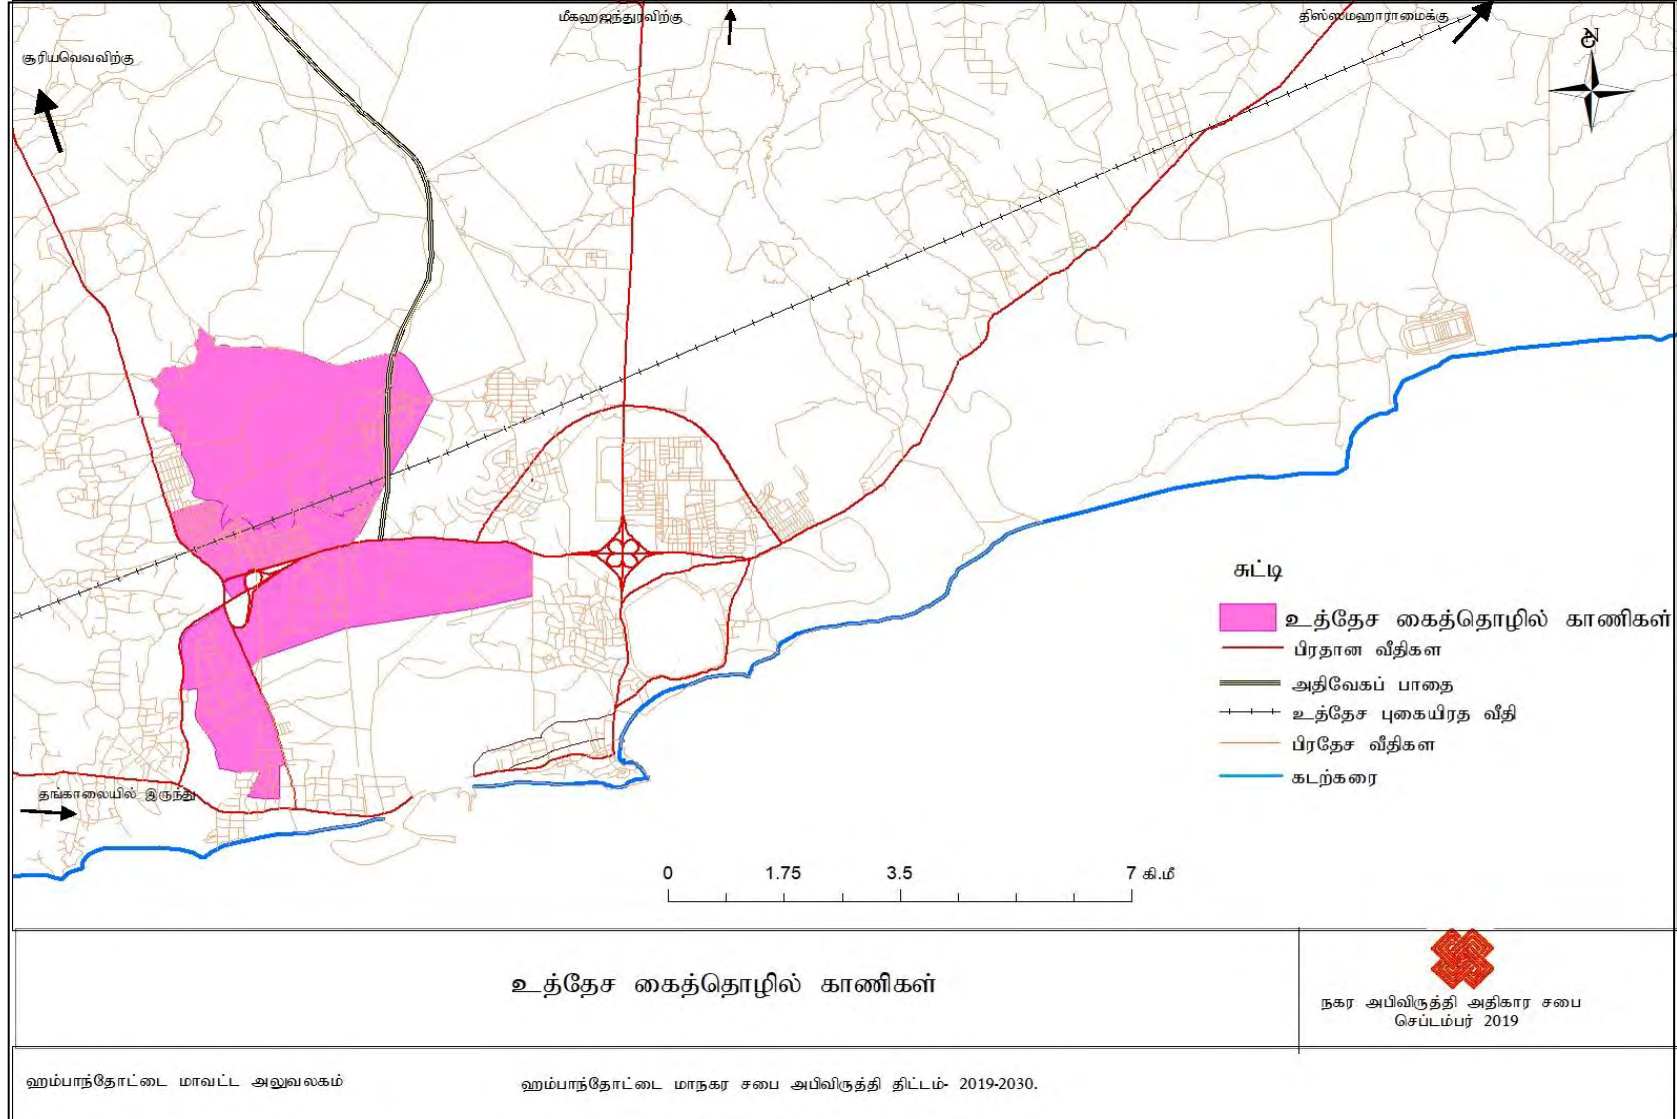 மீகஹஜந்துரவிற்கு
திஸ்ஸமஹாராமைக்கு
சூரியவெவவிற்கு
N
சுட்டி
உத்தேச கைத்தொழில் காணிகள்
பிரதான வீதிகள
அதிவேகப் பாதை
உத்தேச புகையிரத வீதி
பிரதேச வீதிகள
கடற்கரை
தங்காலையில் இருந்து
0 1.75 3.5 7 கி.மீ
உத்தேச கைத்தொழில் காணிகள்
நகர அபிவிருத்தி அதிகார சபை
செப்டம்பர் 2019
ஹம்பாந்தோட்டை மாவட்ட அலுவலகம்
ஹம்பாந்தோட்டை மாநகர சபை அபிவிருத்தி திட்டம்- 2019-2030.